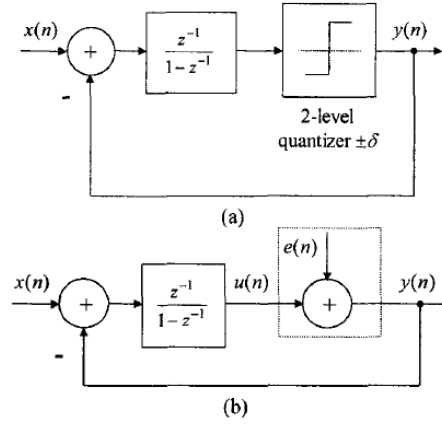 x(n)
+
-
z⁻¹
1 − z⁻¹
y(n)
2-level
quantizer ±δ
(a)
e(n)
x(n)
+
-
z⁻¹
1 − z⁻¹
u(n)
+
y(n)
(b)